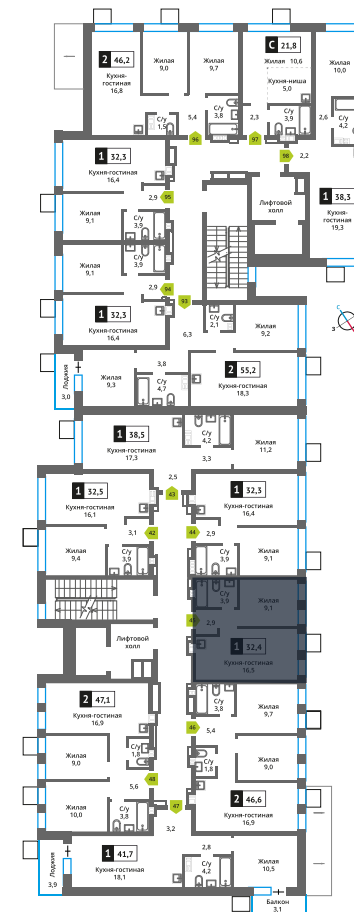 2 46,2
Кухня-
гостиная
16,8
Жилая
9,0
Жилая
9,7
С 21,8
Жилая 10,6
Кухня-ниша
5,0
Жилая
10,0
С/у
1,5
5,4
С/у
3,8
2,3
С/у
3,9
2,6
С/у
4,2
96
97
98
2,2
1 32,3
Кухня-гостиная
16,4
2,9
95
Жилая
9,1
С/у
3,9
Лифтовой
холл
1 38,3
Кухня-
гостиная
19,3
Жилая
9,1
С/у
3,9
2,9
94
93
1 32,3
Кухня-гостиная
16,4
6,3
С/у
2,1
Жилая
9,2
С
З
Лоджия
3,0
Жилая
9,3
3,8
С/у
4,7
2 55,2
Кухня-гостиная
18,3
1 38,5
Кухня-гостиная
17,3
С/у
4,2
3,3
Жилая
11,2
2,5
43
1 32,5
Кухня-гостиная
16,1
1 32,3
Кухня-гостиная
16,4
3,1
42
44
2,9
Жилая
9,4
С/у
3,9
С/у
3,9
Жилая
9,1
С/у
3,9
Жилая
9,1
2,9
Лифтовой
холл
1 32,4
Кухня-гостиная
16,5
2 47,1
Кухня-гостиная
16,9
С/у
3,8
Жилая
9,7
46
5,4
Жилая
9,0
С/у
1,8
С/у
1,8
Жилая
9,0
48
5,6
Жилая
10,0
С/у
3,8
47
3,2
2 46,6
Кухня-гостиная
16,9
Лоджия
3,9
1 41,7
Кухня-гостиная
18,1
2,8
С/у
4,2
Жилая
10,5
Балкон
3,1